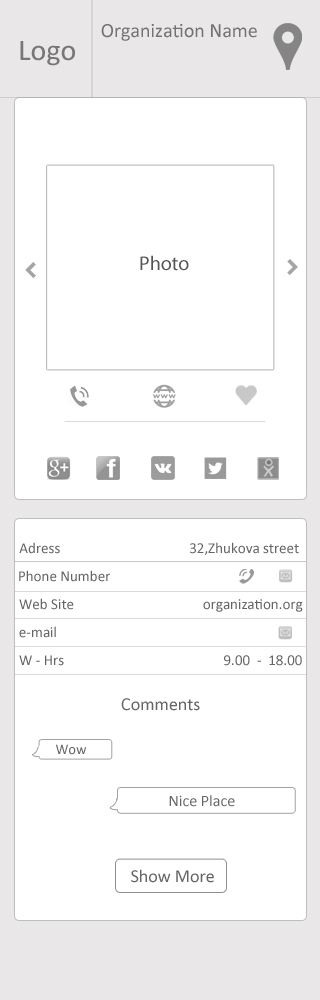 Logo
Organization Name
Photo
www
g+
f
Adress 32,Zhukova street
Phone Number
Web Site organization.org
e-mail
W - Hrs 9.00 - 18.00
Comments
Wow
Nice Place
Show More